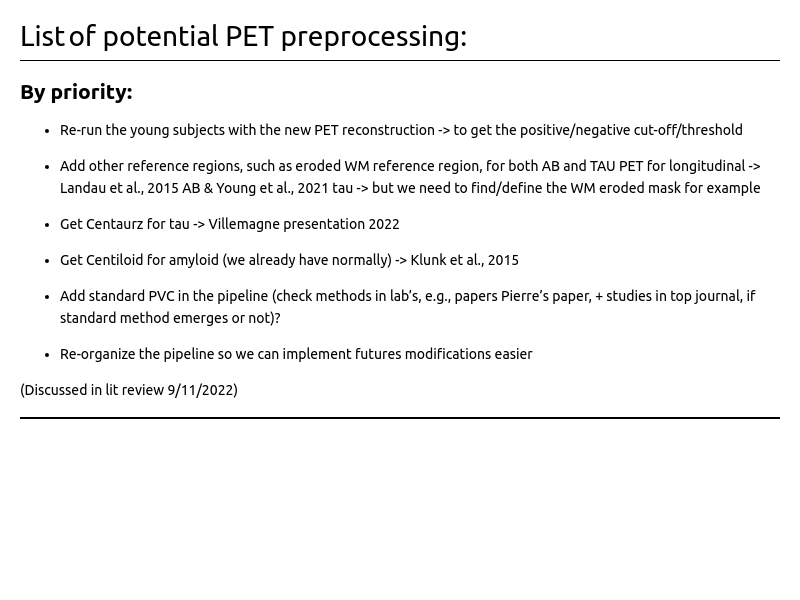 List of potential PET preprocessing:
By priority:
• Re-run the young subjects with the new PET reconstruction -> to get the positive/negative cut-off/threshold
• Add other reference regions, such as eroded WM reference region, for both AB and TAU PET for longitudinal ->
Landau et al., 2015 AB & Young et al., 2021 tau -> but we need to find/define the WM eroded mask for example
• Get Centaurz for tau -> Villemagne presentation 2022
• Get Centiloid for amyloid (we already have normally) -> Klunk et al., 2015
• Add standard PVC in the pipeline (check methods in lab’s, e.g., papers Pierre’s paper, + studies in top journal, if
standard method emerges or not)?
• Re-organize the pipeline so we can implement futures modifications easier
(Discussed in lit review 9/11/2022)